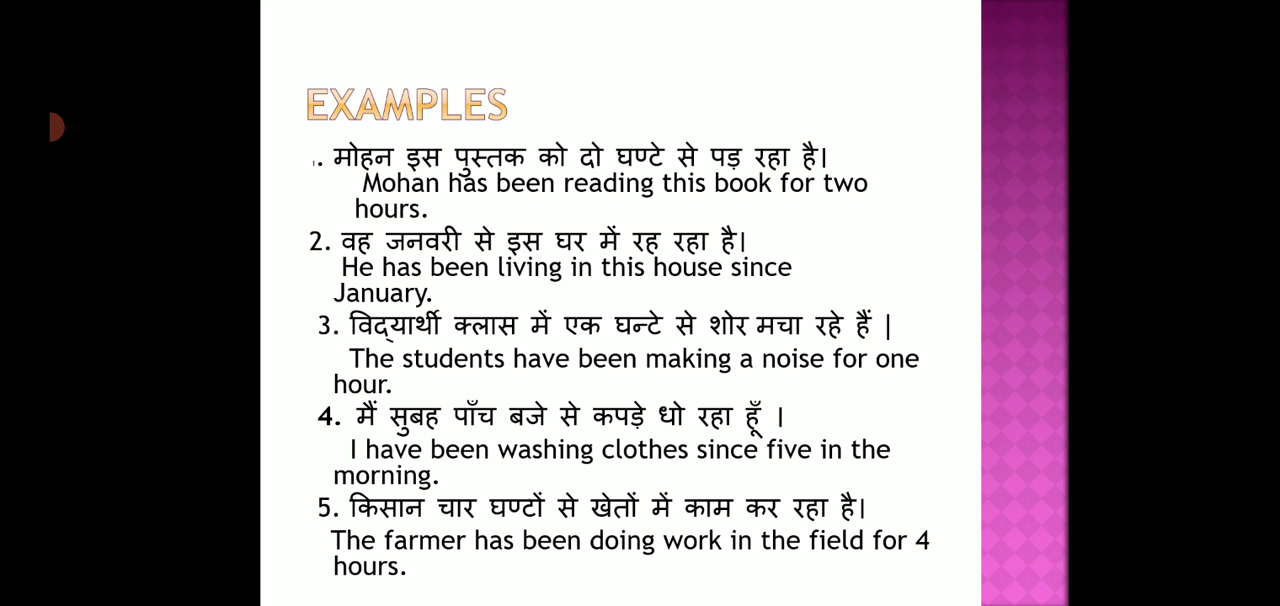 EXAMPLES
1. मोहन इस पुस्तक को दो घण्टे से पड़ रहा है।
Mohan has been reading this book for two
hours.
2. वह जनवरी से इस घर में रह रहा है।
He has been living in this house since
January.
3. विद्‌यार्थी क्लास में एक घन्टे से शोर मचा रहे हैं |
The students have been making a noise for one
hour.
4. मैं सुबह पाँच बजे से कपड़े धो रहा हूँ ।
I have been washing clothes since five in the
morning.
5. किसान चार घण्टों से खेतों में काम कर रहा है।
The farmer has been doing work in the field for 4
hours.